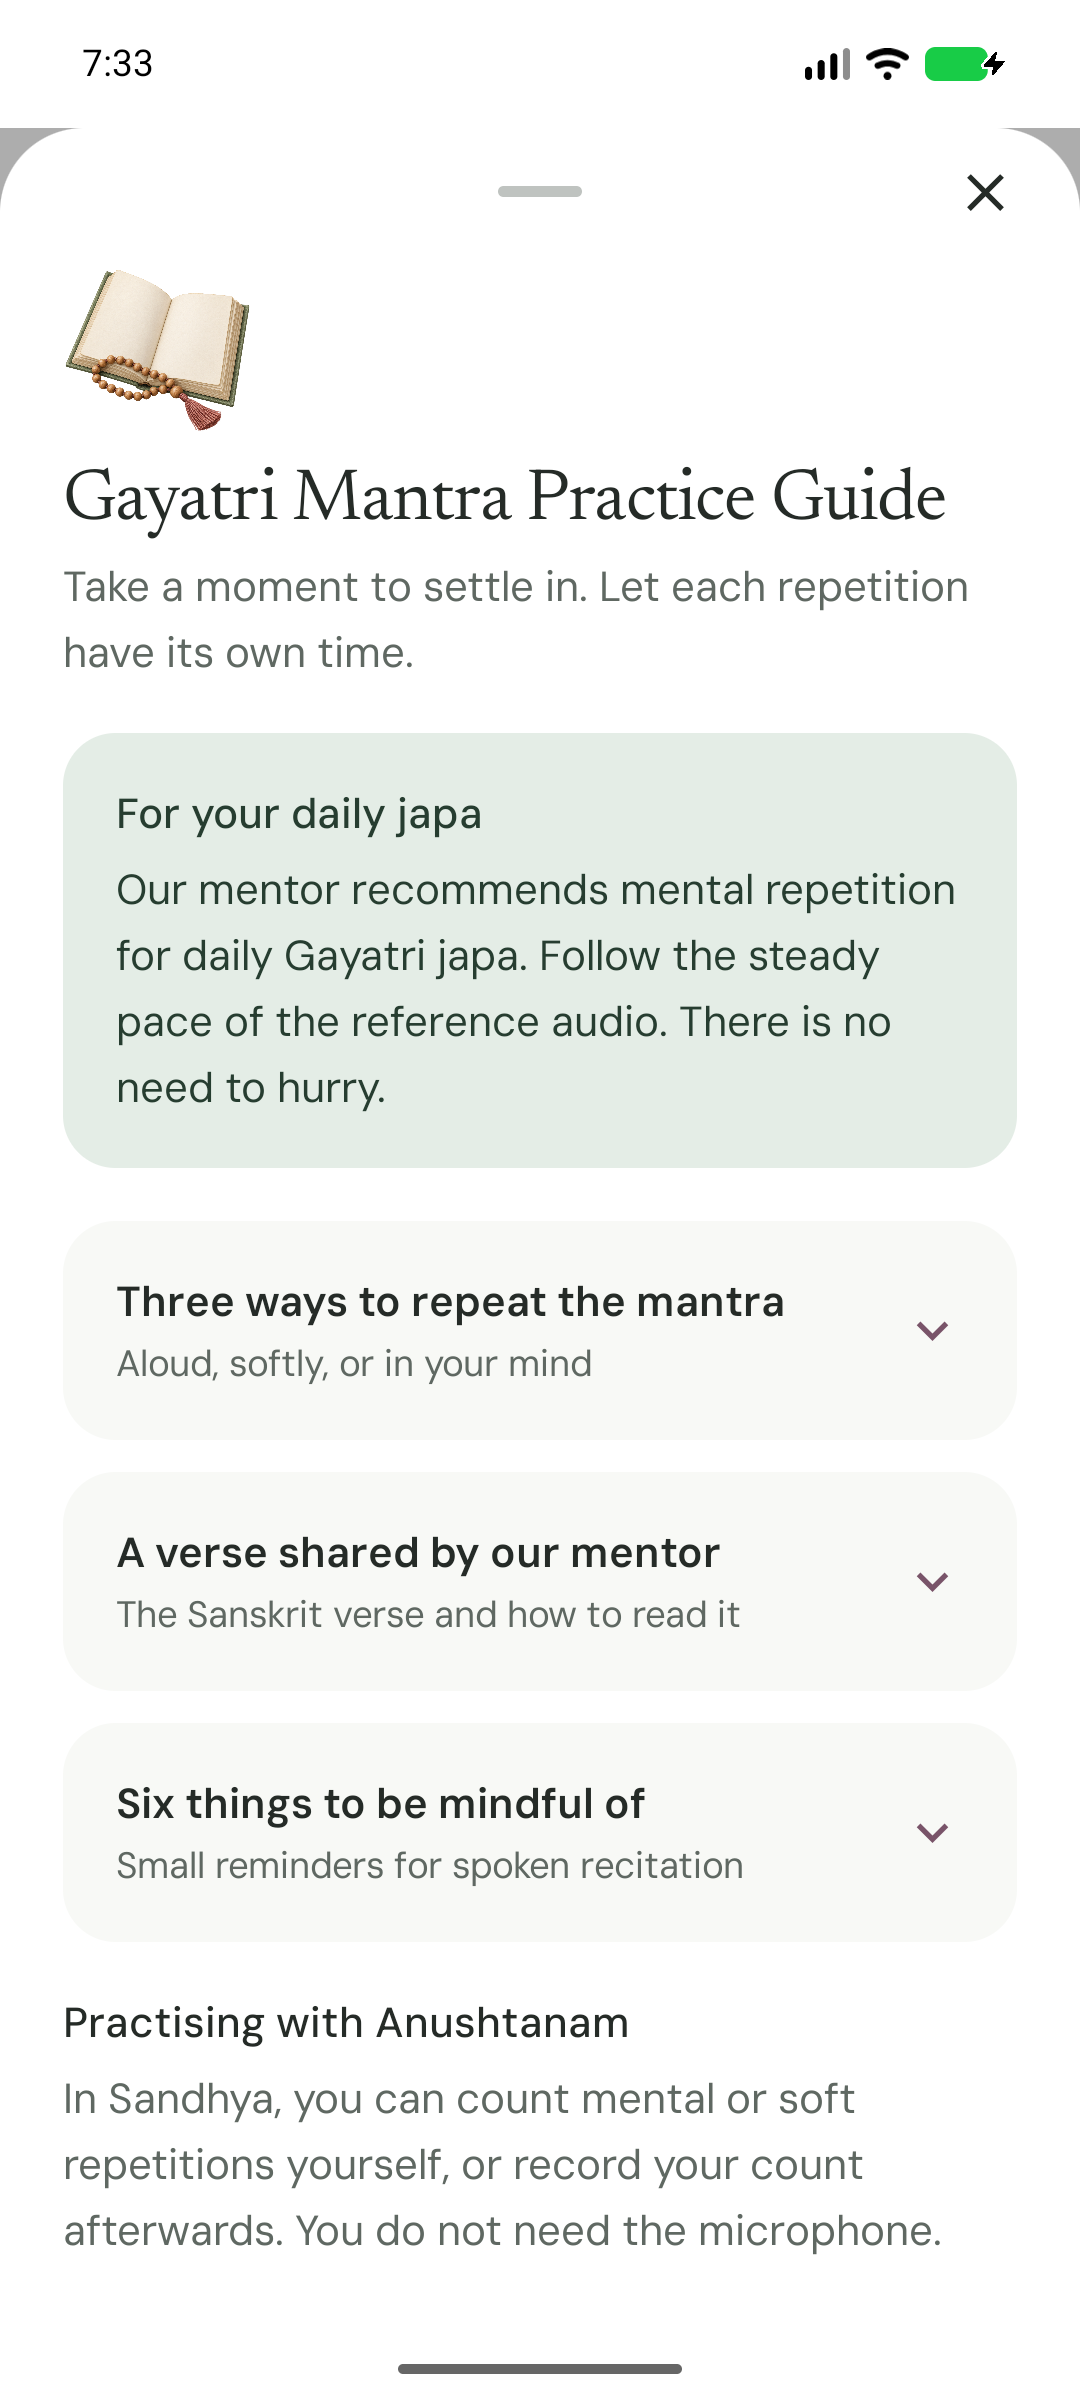 7:33
Gayatri Mantra Practice Guide
Take a moment to settle in. Let each repetition
have its own time.
For your daily japa
Our mentor recommends mental repetition
for daily Gayatri japa. Follow the steady
pace of the reference audio. There is no
need to hurry.
Three ways to repeat the mantra
Aloud, softly, or in your mind
A verse shared by our mentor
The Sanskrit verse and how to read it
Six things to be mindful of
Small reminders for spoken recitation
Practising with Anushtanam
In Sandhya, you can count mental or soft
repetitions yourself, or record your count
afterwards. You do not need the microphone.